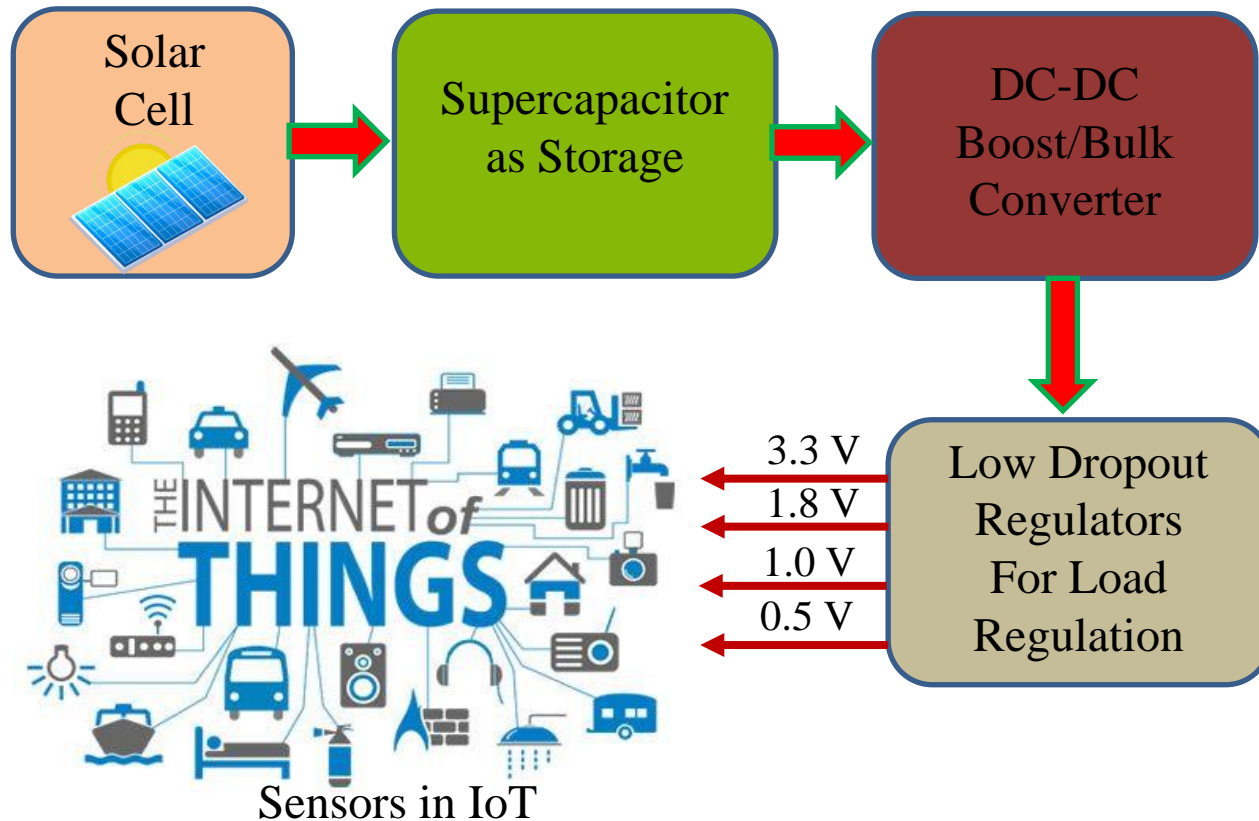 Solar
Cell
Supercapacitor
as Storage
DC-DC
Boost/Bulk
Converter
Low Dropout
Regulators
For Load
Regulation
3.3 V
1.8 V
1.0 V
0.5 V
THE INTERNET of
THINGS
Sensors in IoT